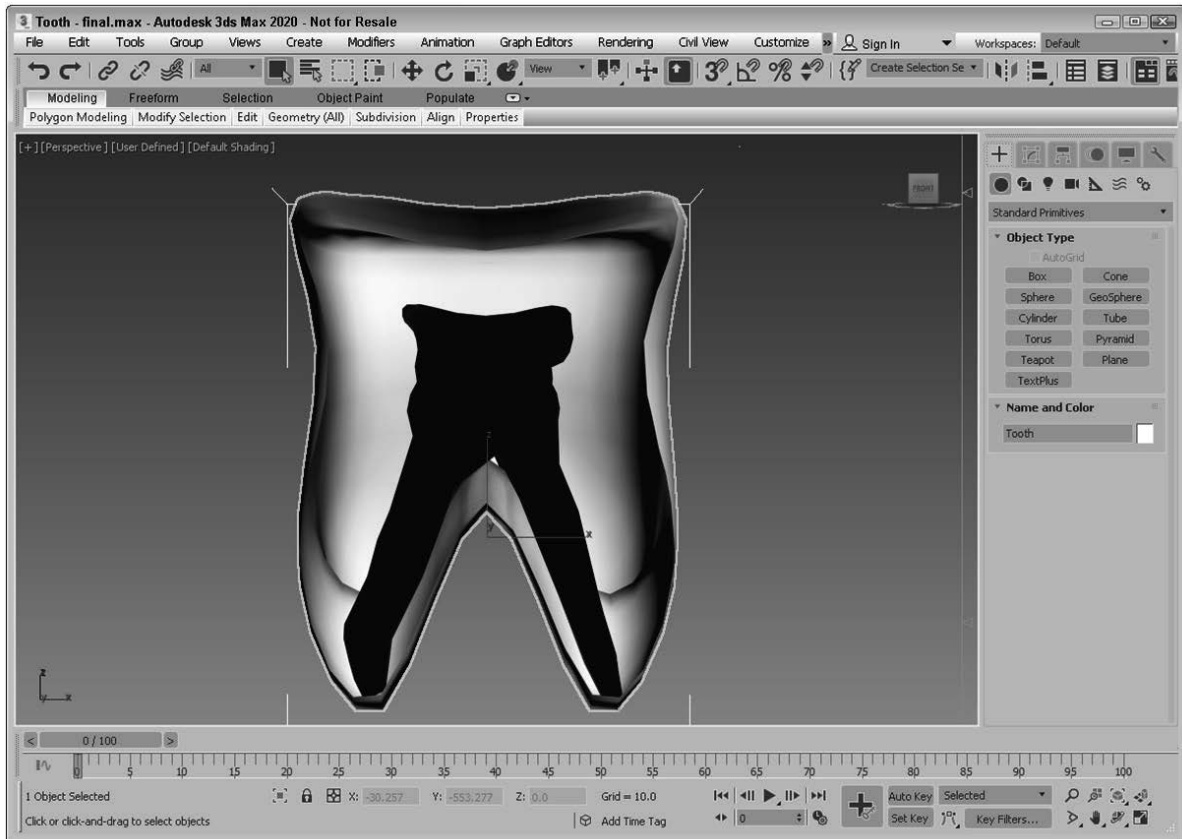 Tooth - final.max - Autodesk 3ds Max 2020 - Not for Resale
File Edit Tools Group Views Create Modifiers Animation Graph Editors Rendering Civil View Customize » Sign In Workspaces: Default
All View Create Selection Se
Modeling Freeform Selection Object Paint Populate
Polygon Modeling Modify Selection Edit Geometry (All) Subdivision Align Properties
[+] [Perspective] [User Defined] [Default Shading]
FRONT
Standard Primitives
Object Type
AutoGrid
Box Cone
Sphere GeoSphere
Cylinder Tube
Torus Pyramid
Teapot Plane
TextPlus
Name and Color
Tooth
z
y x
z
y x
< 0 / 100 >
0 5 10 15 20 25 30 35 40 45 50 55 60 65 70 75 80 85 90 95 100
1 Object Selected X: -30.257 Y: -553.277 Z: 0.0 Grid = 10.0 Auto Key Selected
Click or click-and-drag to select objects Add Time Tag 0 Set Key Key Filters...